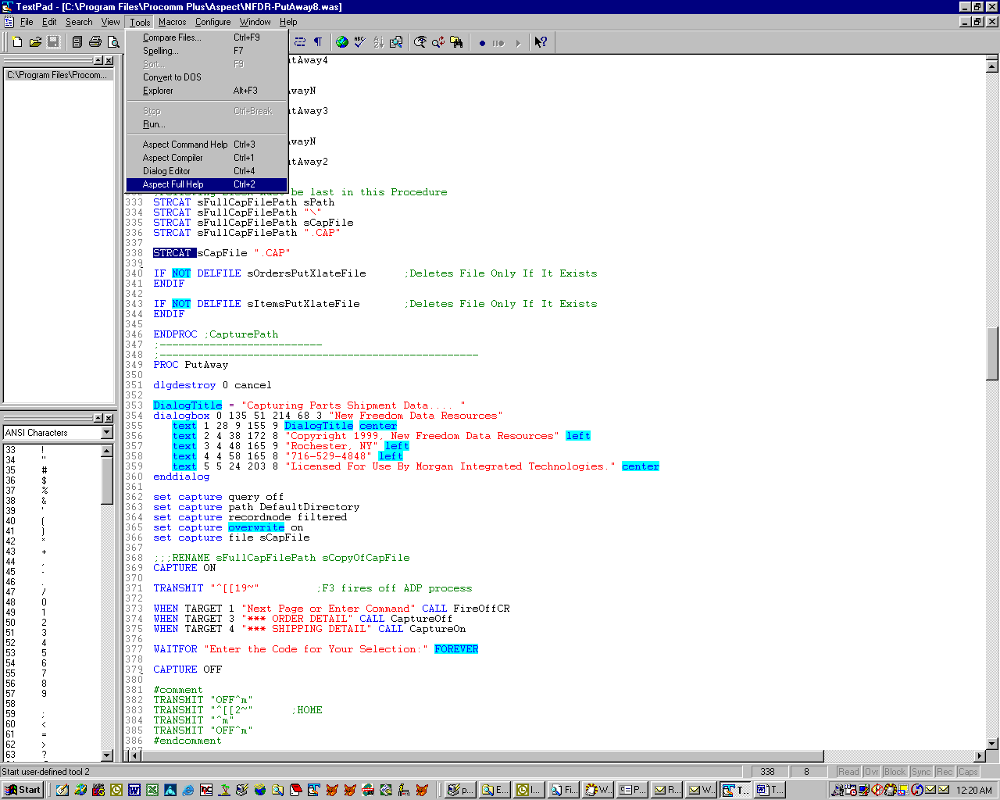 TextPad - [C:\Program Files\Procomm Plus\Aspect\NFDR-PutAway8.was]
File Edit Search View Tools Macros Configure Window Help
Compare Files... Ctrl+F9
Spelling... F7
Sort... F9
Convert to DOS
Explorer Alt+F3
Stop Ctrl+Break
Run...
Aspect Command Help Ctrl+3
Aspect Compiler Ctrl+1
Dialog Editor Ctrl+4
Aspect Full Help Ctrl+2
C:\Program Files\Procom...
utAway4
utAwayN
utAway3
utAwayN
utAway2
be last in this Procedure
333 STRCAT sFullCapFilePath sPath
334 STRCAT sFullCapFilePath "\"
335 STRCAT sFullCapFilePath sCapFile
336 STRCAT sFullCapFilePath ".CAP"
337
338 STRCAT sCapFile ".CAP"
339
340 IF NOT DELFILE sOrdersPutXlateFile ;Deletes File Only If It Exists
341 ENDIF
342
343 IF NOT DELFILE sItemsPutXlateFile ;Deletes File Only If It Exists
344 ENDIF
345
346 ENDPROC ;CapturePath
347 ;--------------------------
348 ;---------------------------------------------------
349 PROC PutAway
350
351 dlgdestroy 0 cancel
352
353 DialogTitle = "Capturing Parts Shipment Data.... "
354 dialogbox 0 135 51 214 68 3 "New Freedom Data Resources"
355 text 1 28 9 155 9 DialogTitle center
356 text 2 4 38 172 8 "Copyright 1999, New Freedom Data Resources" left
357 text 3 4 48 165 9 "Rochester, NY" left
358 text 4 4 58 165 8 "716-529-4848" left
359 text 5 5 24 203 8 "Licensed For Use By Morgan Integrated Technologies." center
360 enddialog
361
362 set capture query off
363 set capture path DefaultDirectory
364 set capture recordmode filtered
365 set capture overwrite on
366 set capture file sCapFile
367
368 ;;;RENAME sFullCapFilePath sCopyOfCapFile
369 CAPTURE ON
370
371 TRANSMIT "^[[19~" ;F3 fires off ADP process
372
373 WHEN TARGET 1 "Next Page or Enter Command" CALL FireOffCR
374 WHEN TARGET 3 "*** ORDER DETAIL" CALL CaptureOff
375 WHEN TARGET 4 "*** SHIPPING DETAIL" CALL CaptureOn
376
377 WAITFOR "Enter the Code for Your Selection:" FOREVER
378
379 CAPTURE OFF
380
381 #comment
382 TRANSMIT "OFF^m"
383 TRANSMIT "^[[2~" ;HOME
384 TRANSMIT "^m"
385 TRANSMIT "OFF^m"
386 #endcomment
ANSI Characters
33 !
34 "
35 #
36 $
37 %
38 &
39 '
40 (
41 )
42 *
43 +
44 ,
45 -
46 .
47 /
48 0
49 1
50 2
51 3
52 4
53 5
54 6
55 7
56 8
57 9
58 :
59 ;
60 <
61 =
62 >
63 ?
Start user-defined tool 2
338 8 Read Ovr Block Sync Rec Caps
Start p... E... I... Fi... W... P... R... W... T... T... 12:20 AM